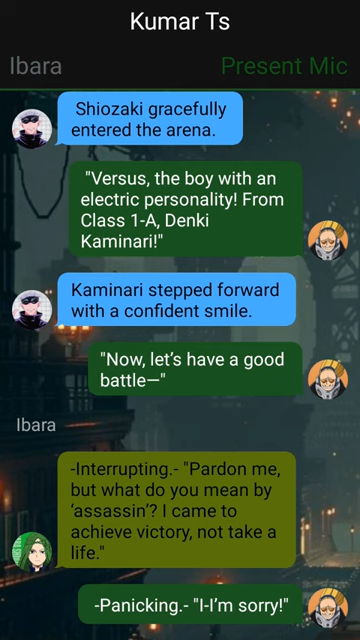 Kumar Ts
Ibara
Present Mic
Shiozaki gracefully
entered the arena.
"Versus, the boy with an
electric personality! From
Class 1-A, Denki
Kaminari!"
Kaminari stepped forward
with a confident smile.
"Now, let's have a good
battle—"
Ibara
-Interrupting.- "Pardon me,
but what do you mean by
‘assassin’? I came to
achieve victory, not take a
life."
-Panicking.- "I-I'm sorry!"